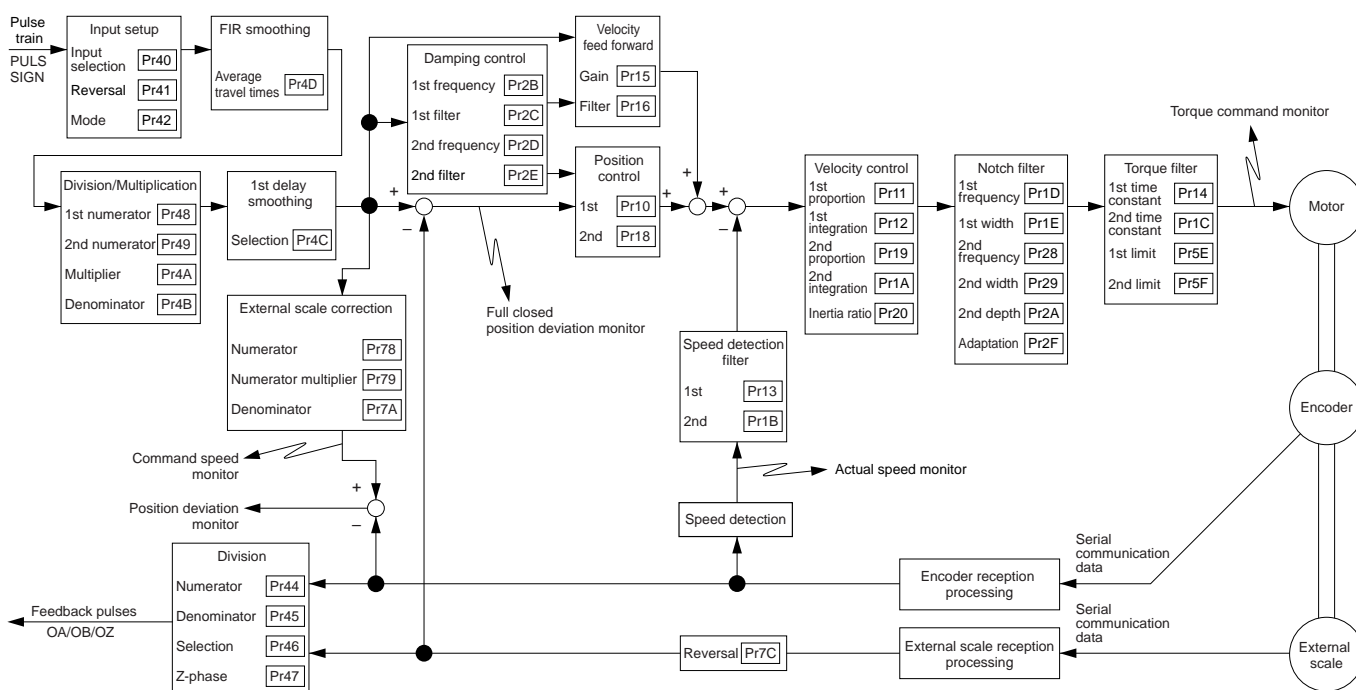 Pulse
train
PULS
SIGN
Input setup
Input
selection
Pr40
Reversal
Pr41
Mode
Pr42
FIR smoothing
Average
travel times
Pr4D
Division/Multiplication
1st numerator
Pr48
2nd numerator
Pr49
Multiplier
Pr4A
Denominator
Pr4B
1st delay
smoothing
Selection
Pr4C
Damping control
1st frequency
Pr2B
1st filter
Pr2C
2nd frequency
Pr2D
2nd filter
Pr2E
Velocity
feed forward
Gain
Pr15
Filter
Pr16
Position
control
1st
Pr10
2nd
Pr18
+
−
+
+
+
−
Velocity control
1st
proportion
Pr11
1st
integration
Pr12
2nd
proportion
Pr19
2nd
integration
Pr1A
Inertia ratio
Pr20
Notch filter
1st
frequency
Pr1D
1st width
Pr1E
2nd
frequency
Pr28
2nd width
Pr29
2nd depth
Pr2A
Adaptation
Pr2F
Torque filter
1st time
constant
Pr14
2nd time
constant
Pr1C
1st limit
Pr5E
2nd limit
Pr5F
Torque command monitor
Motor
External scale correction
Numerator
Pr78
Numerator multiplier
Pr79
Denominator
Pr7A
Full closed
position deviation monitor
Speed detection
filter
1st
Pr13
2nd
Pr1B
Encoder
Command speed
monitor
Actual speed monitor
+
−
Position deviation
monitor
Speed detection
Division
Numerator
Pr44
Denominator
Pr45
Selection
Pr46
Z-phase
Pr47
Feedback pulses
OA/OB/OZ
Encoder reception
processing
Serial
communication
data
Reversal
Pr7C
External scale reception
processing
Serial
communication
data
External
scale